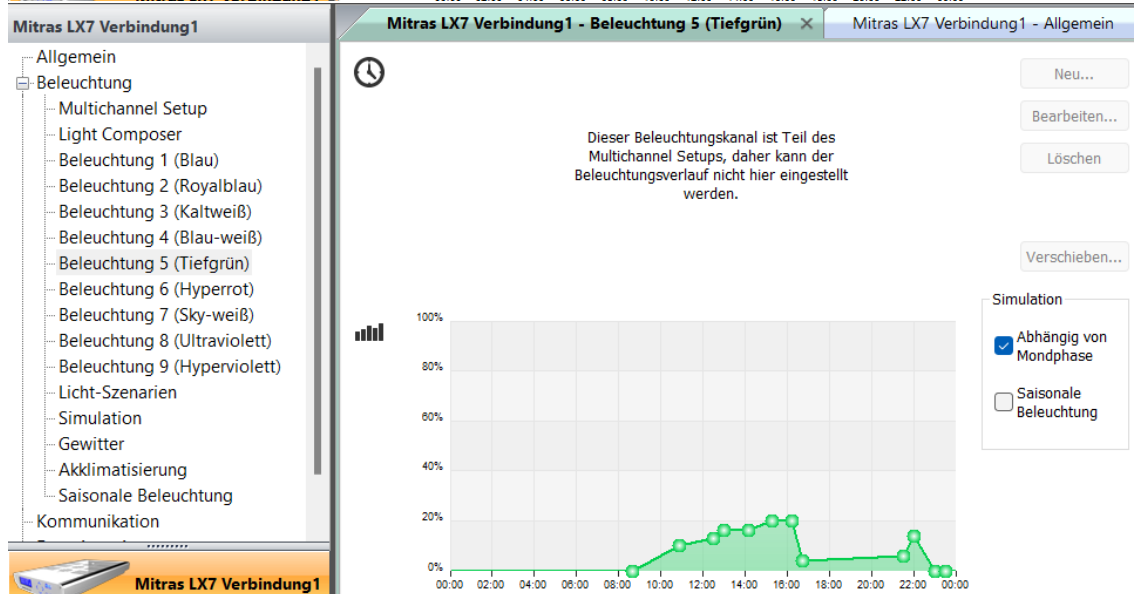 Mitras LX7 Verbindung1
Allgemein
Beleuchtung
Multichannel Setup
Light Composer
Beleuchtung 1 (Blau)
Beleuchtung 2 (Royalblau)
Beleuchtung 3 (Kaltweiß)
Beleuchtung 4 (Blau-weiß)
Beleuchtung 5 (Tiefgrün)
Beleuchtung 6 (Hyperrot)
Beleuchtung 7 (Sky-weiß)
Beleuchtung 8 (Ultraviolett)
Beleuchtung 9 (Hyperviolett)
Licht-Szenarien
Simulation
Gewitter
Akklimatisierung
Saisonale Beleuchtung
Kommunikation
Mitras LX7 Verbindung1
Mitras LX7 Verbindung1 - Beleuchtung 5 (Tiefgrün)
Mitras LX7 Verbindung1 - Allgemein
Dieser Beleuchtungskanal ist Teil des
Multichannel Setups, daher kann der
Beleuchtungsverlauf nicht hier eingestellt
werden.
Neu...
Bearbeiten...
Löschen
Verschieben...
Simulation
Abhängig von
Mondphase
Saisonale
Beleuchtung
100%
80%
60%
40%
20%
0%
00:00 02:00 04:00 06:00 08:00 10:00 12:00 14:00 16:00 18:00 20:00 22:00 00:00